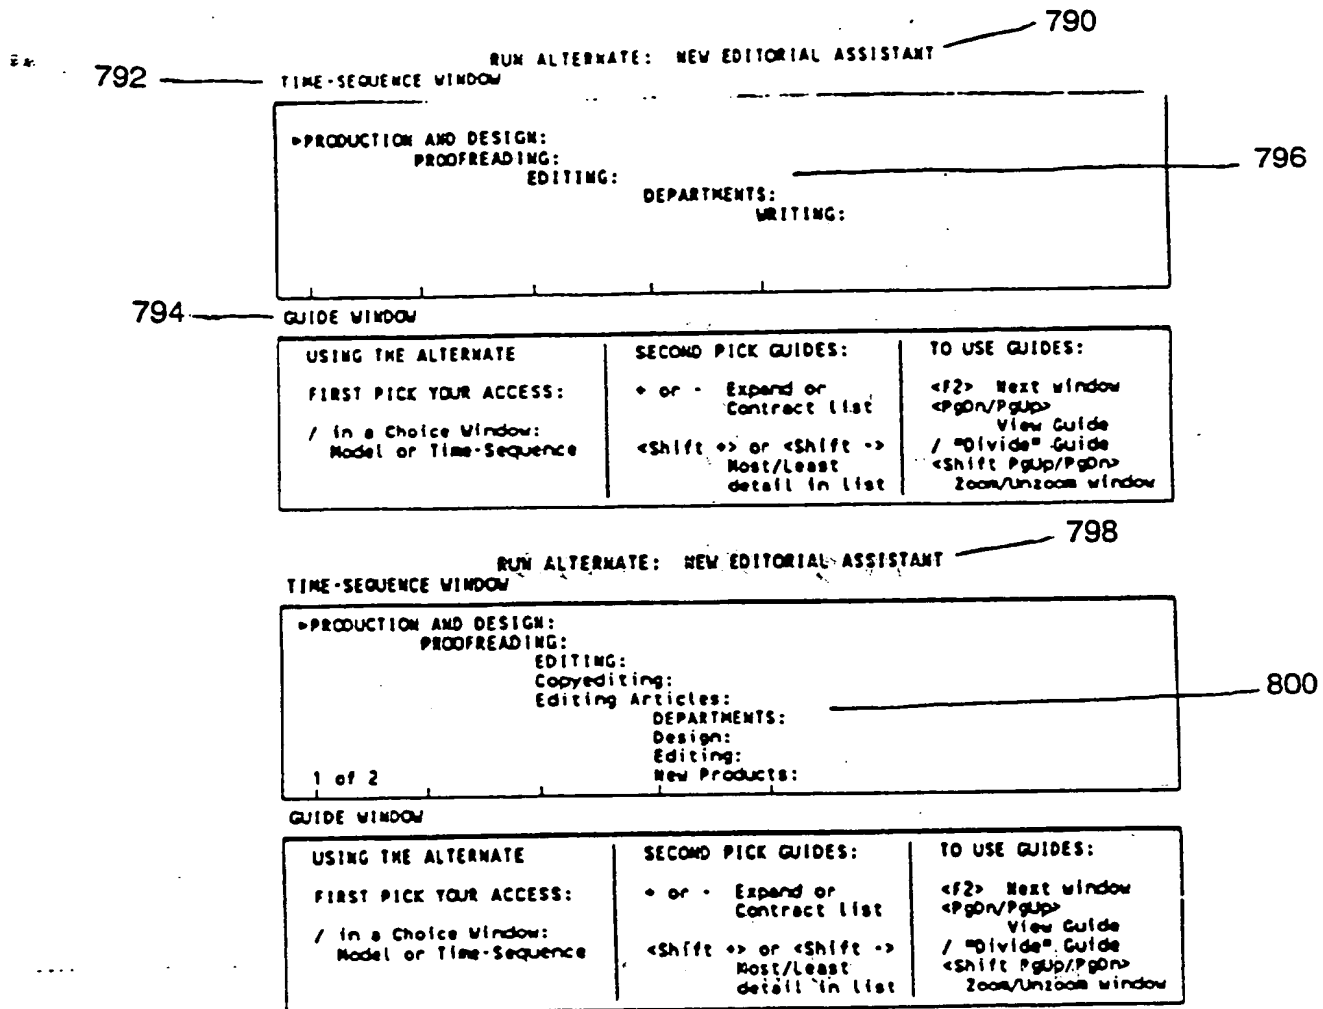 790
RUN ALTERNATE: NEW EDITORIAL ASSISTANT
792
TIME-SEQUENCE WINDOW
▸PRODUCTION AND DESIGN:
PROOFREADING:
796
EDITING:
DEPARTMENTS:
WRITING:
794
GUIDE WINDOW
USING THE ALTERNATE SECOND PICK GUIDES: TO USE GUIDES:
FIRST PICK YOUR ACCESS: + or - Expand or <F2> Next window
Contract list <PgDn/PgUp>
View Guide
/ in a Choice Window: <Shift +> or <Shift -> / "Divide" Guide
Model or Time-Sequence Most/Least <Shift PgUp/PgDn>
detail in list Zoom/Unzoom window
798
RUN ALTERNATE: NEW EDITORIAL ASSISTANT
TIME-SEQUENCE WINDOW
▸PRODUCTION AND DESIGN:
PROOFREADING:
EDITING:
Copyediting:
Editing Articles:
800
DEPARTMENTS:
Design:
Editing:
1 of 2 New Products:
GUIDE WINDOW
USING THE ALTERNATE SECOND PICK GUIDES: TO USE GUIDES:
FIRST PICK YOUR ACCESS: + or - Expand or <F2> Next window
Contract list <PgDn/PgUp>
View Guide
/ in a Choice Window: <Shift +> or <Shift -> / "Divide" Guide
Model or Time-Sequence Most/Least <Shift PgUp/PgDn>
detail in list Zoom/Unzoom window